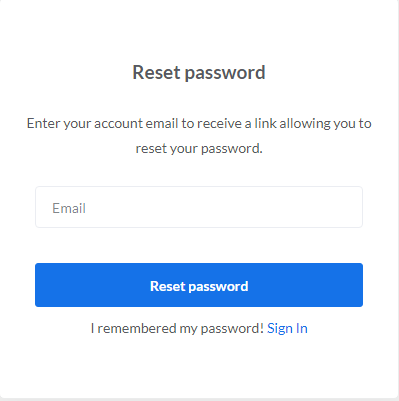 Reset password
Enter your account email to receive a link allowing you to
reset your password.
Email
Reset password
I remembered my password! Sign In